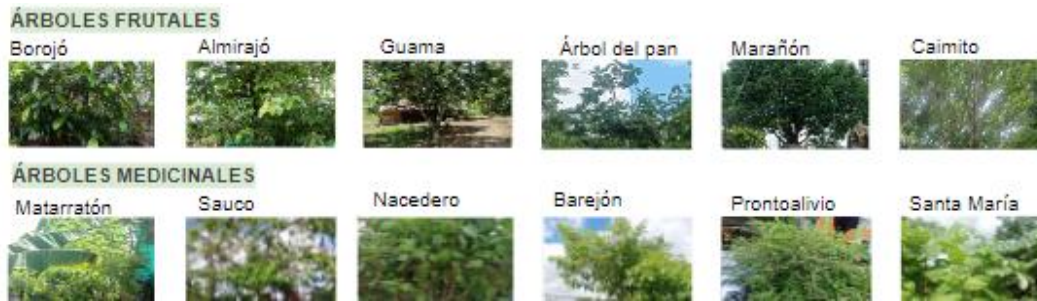 ÁRBOLES FRUTALES
Borojó Almirajó Guama Árbol del pan Marañón Caimito
ÁRBOLES MEDICINALES
Matarratón Sauco Nacedero Barejón Prontoalivio Santa María